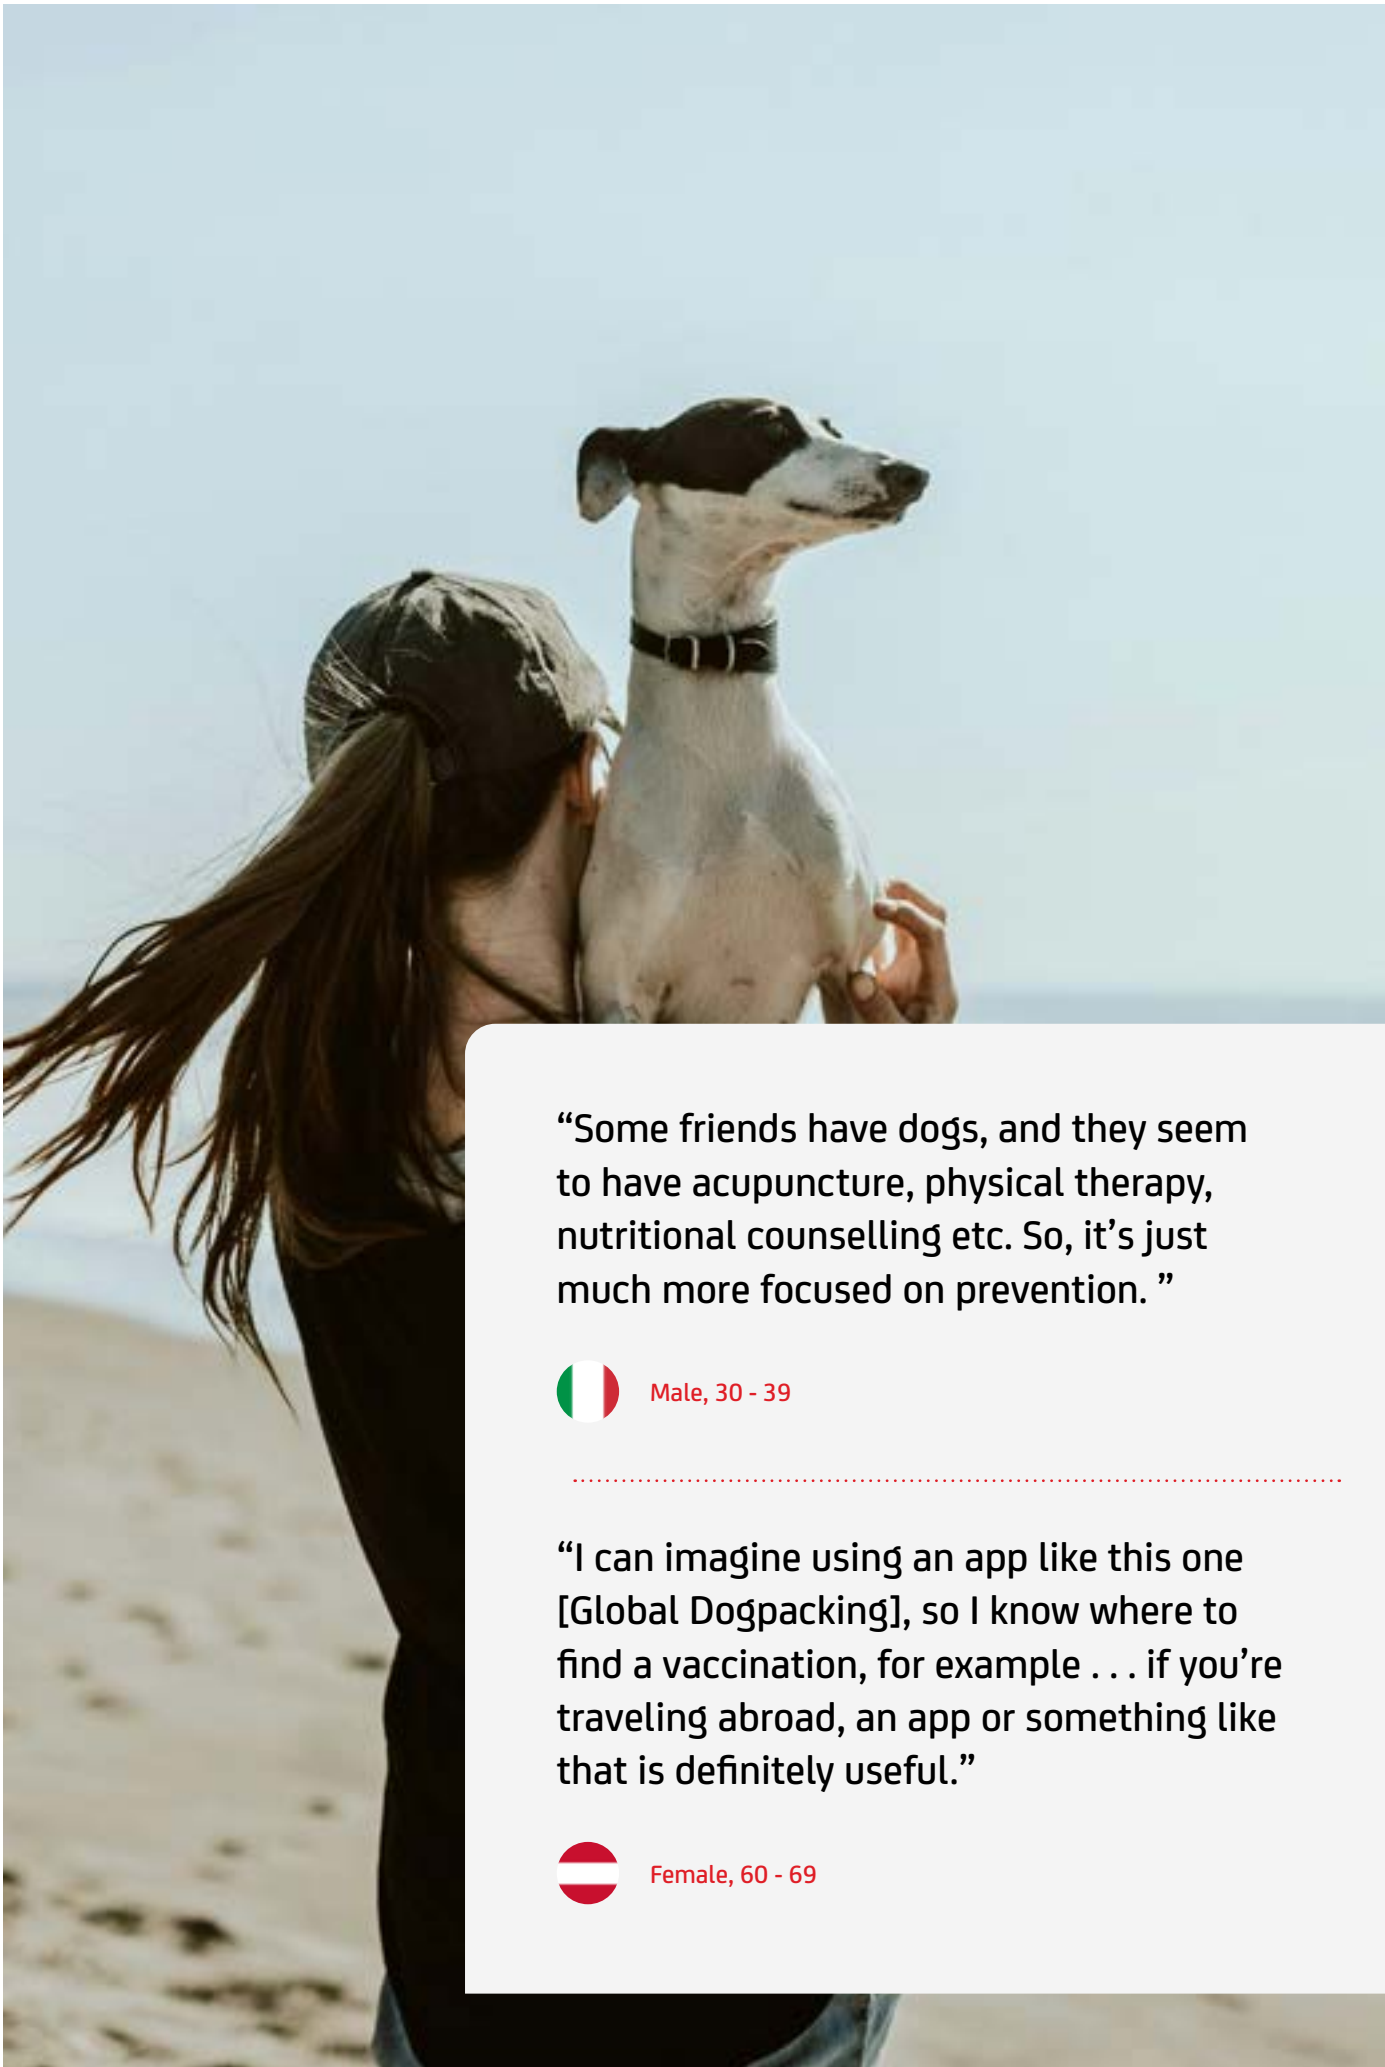 “Some friends have dogs, and they seem
to have acupuncture, physical therapy,
nutritional counselling etc. So, it’s just
much more focused on prevention. ”
Male, 30 - 39
“I can imagine using an app like this one
[Global Dogpacking], so I know where to
find a vaccination, for example . . . if you’re
traveling abroad, an app or something like
that is definitely useful.”
Female, 60 - 69